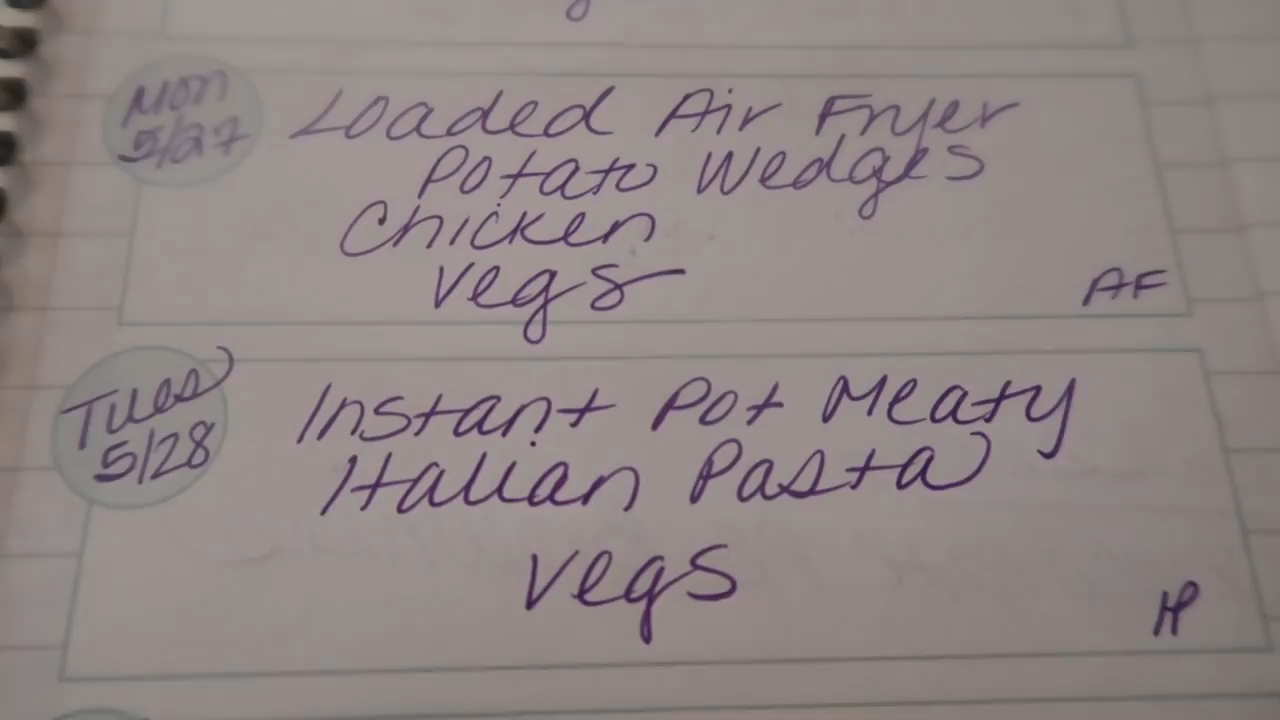 Mon
5/27
Loaded Air Fryer
Potato Wedges
Chicken
Vegs
AF
Tues
5/28
Instant Pot Meaty
Italian Pasta
Vegs
IP